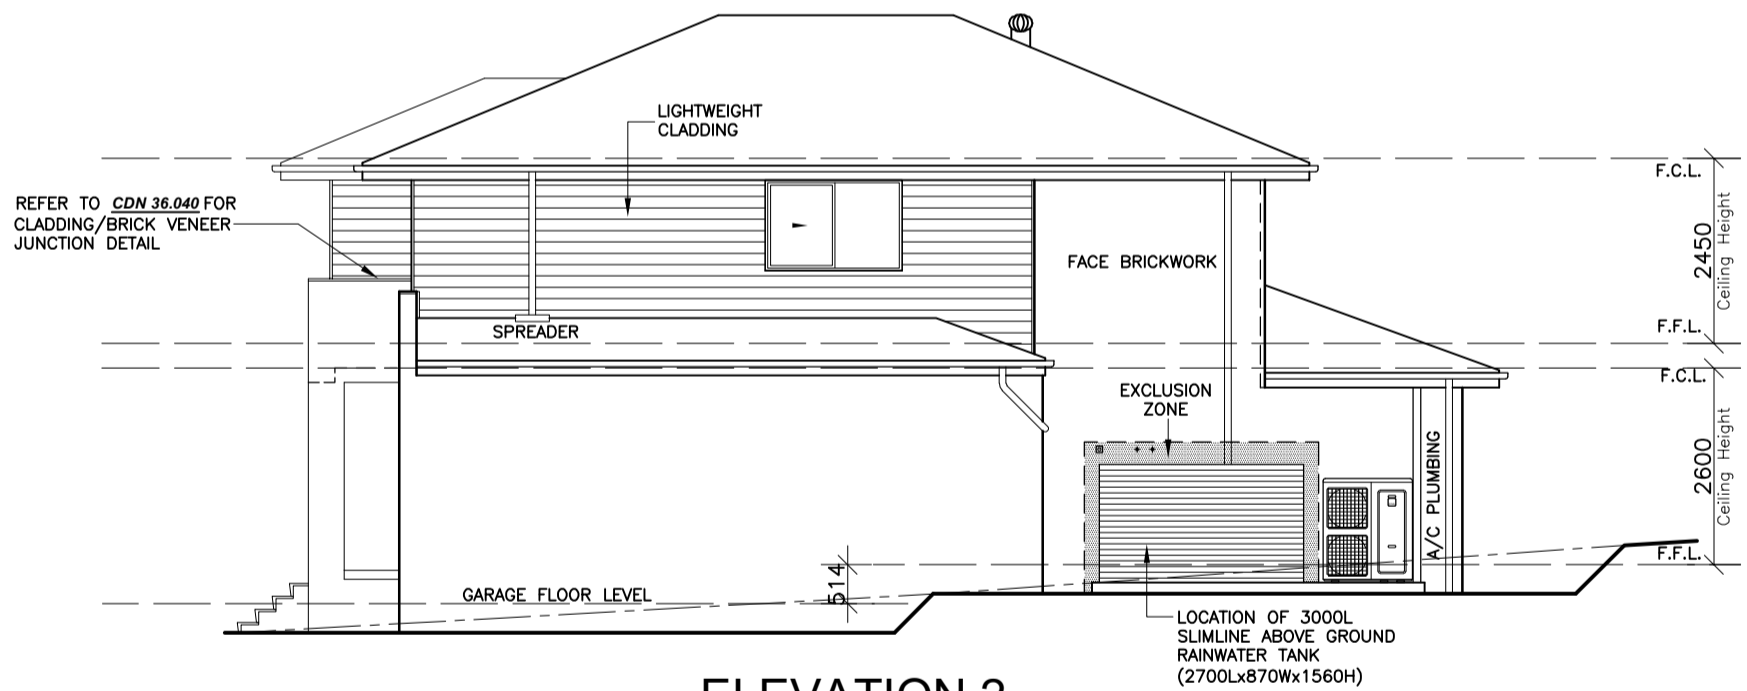 LIGHTWEIGHT
CLADDING
F.C.L.
REFER TO CDN 36.040 FOR
CLADDING/BRICK VENEER
JUNCTION DETAIL
2450
Ceiling Height
FACE BRICKWORK
SPREADER
F.F.L.
F.C.L.
EXCLUSION
ZONE
A/C PLUMBING
2600
Ceiling Height
F.F.L.
514
GARAGE FLOOR LEVEL
LOCATION OF 3000L
SLIMLINE ABOVE GROUND
RAINWATER TANK
(2700Lx870Wx1560H)
ELEVATION